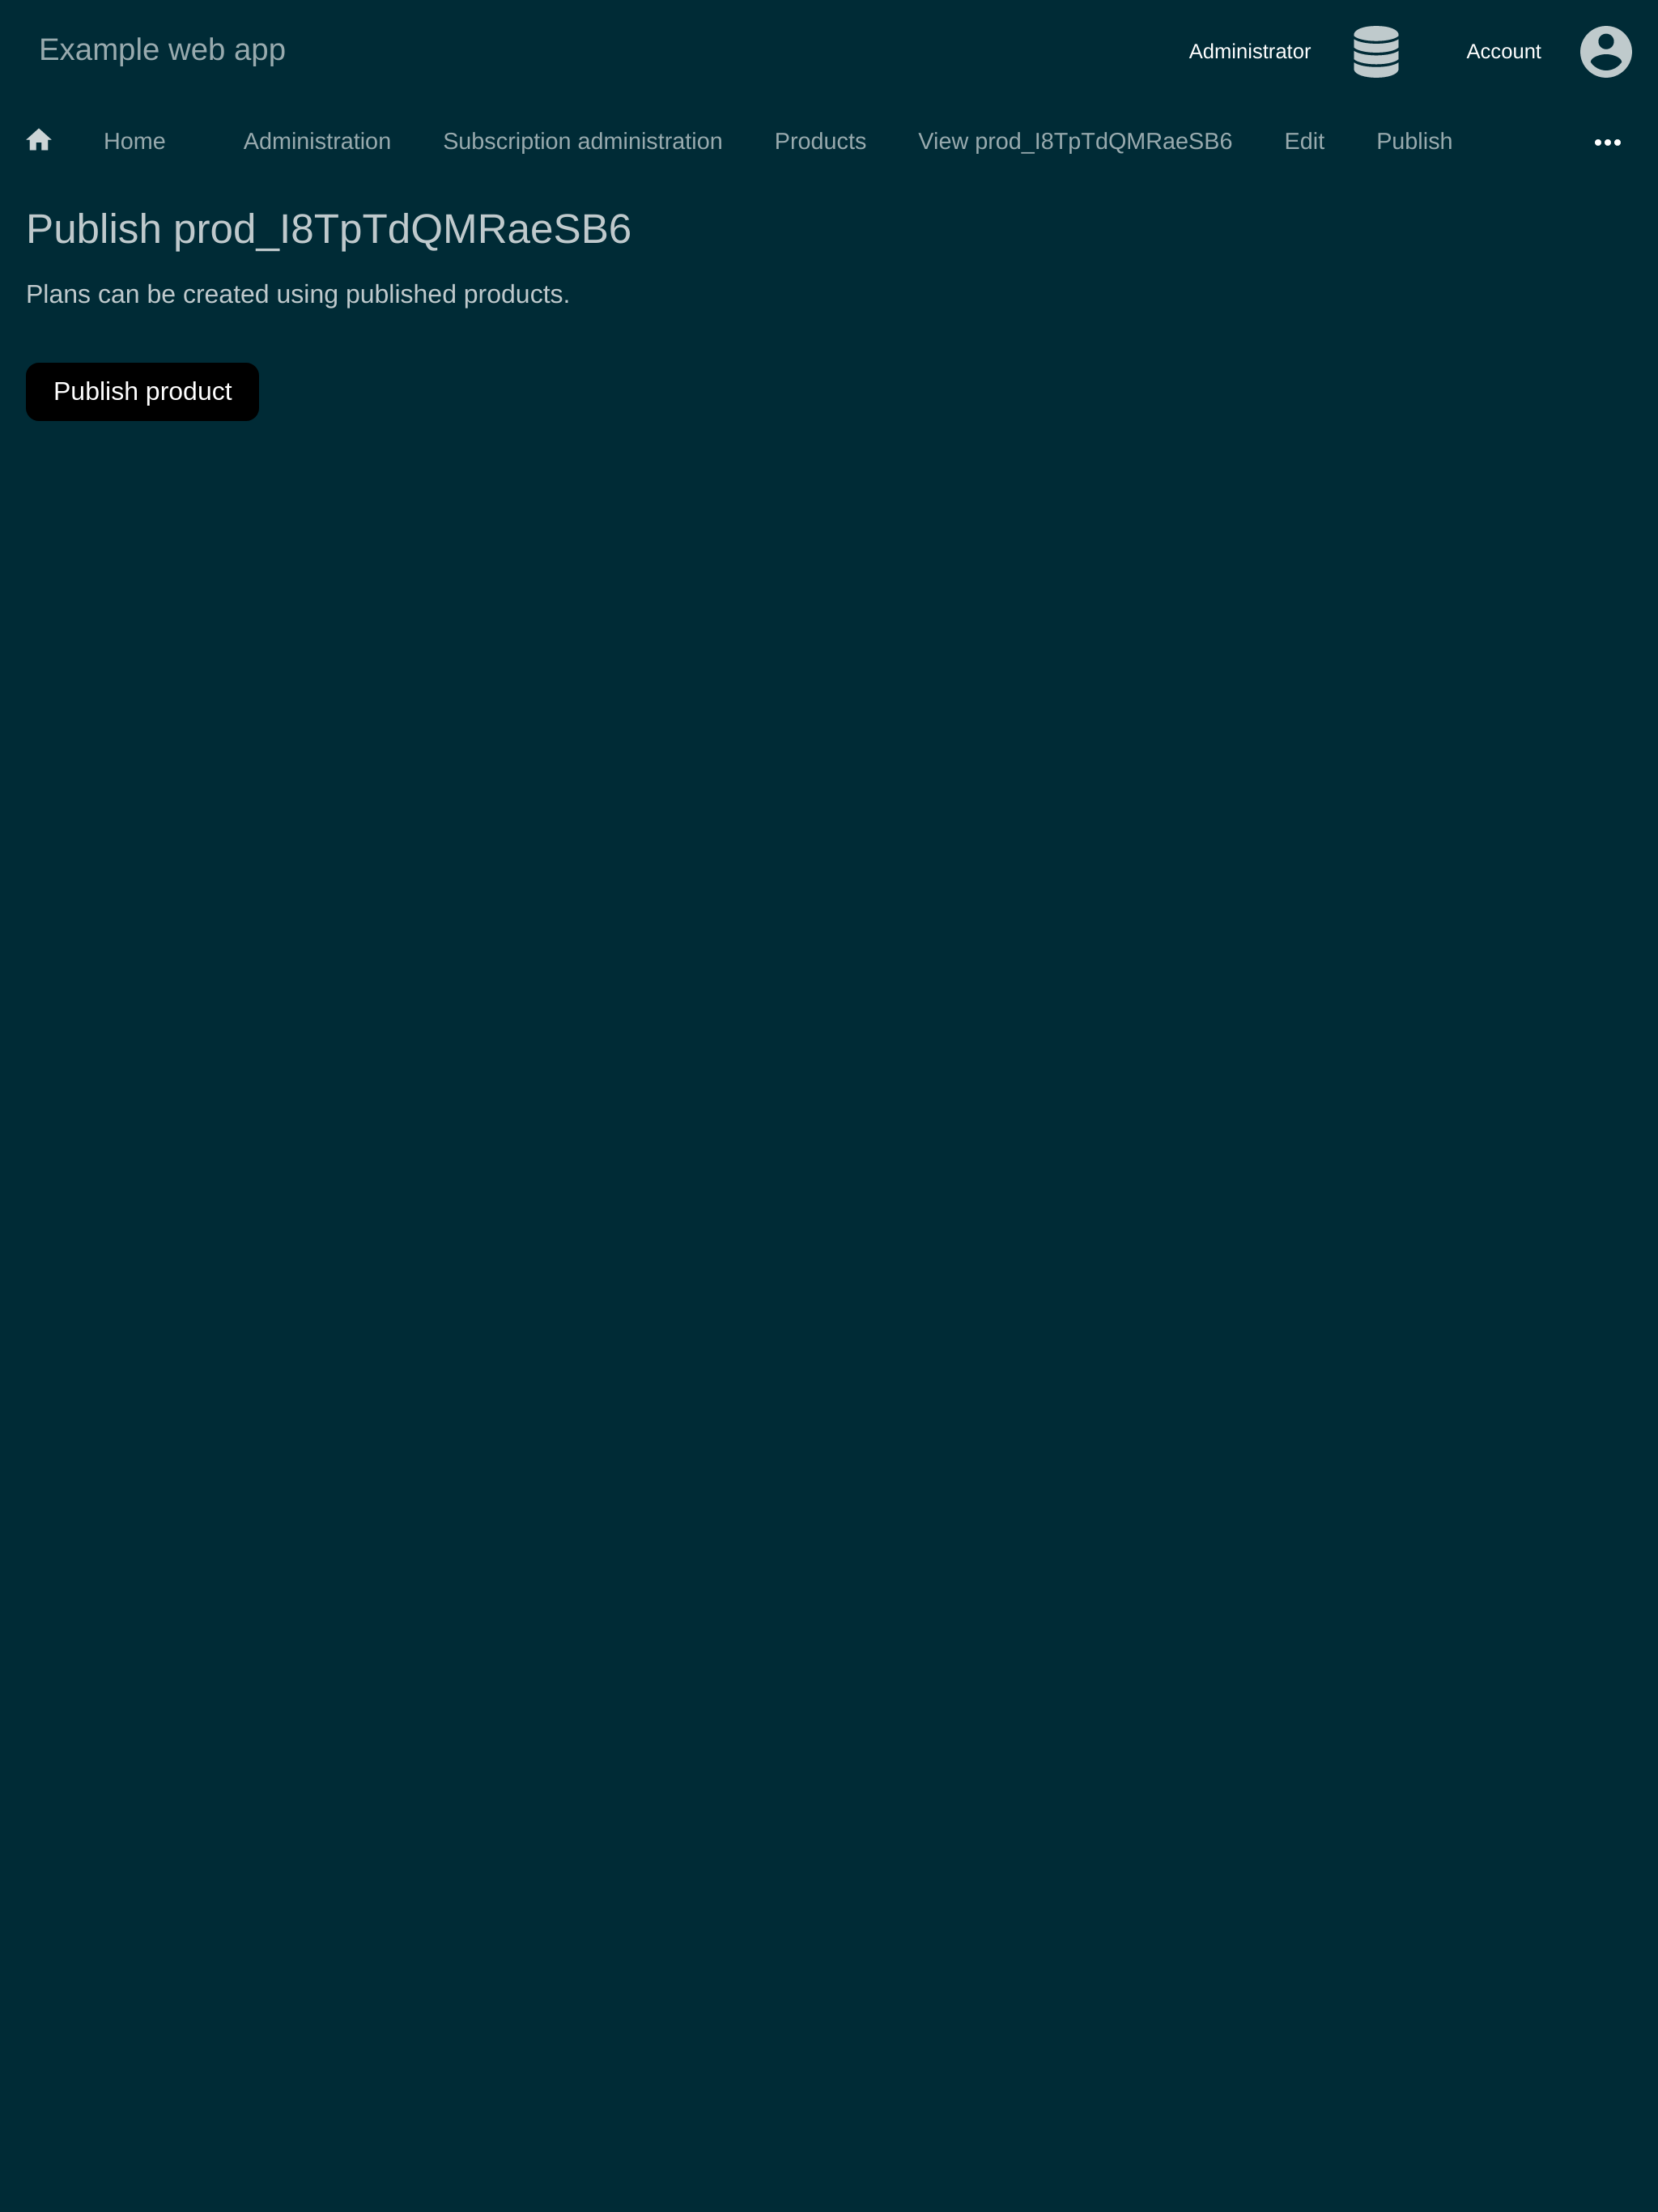 Example web app
Administrator
Account
Home Administration Subscription administration Products View prod_I8TpTdQMRaeSB6 Edit Publish
Publish prod_I8TpTdQMRaeSB6
Plans can be created using published products.
Publish product